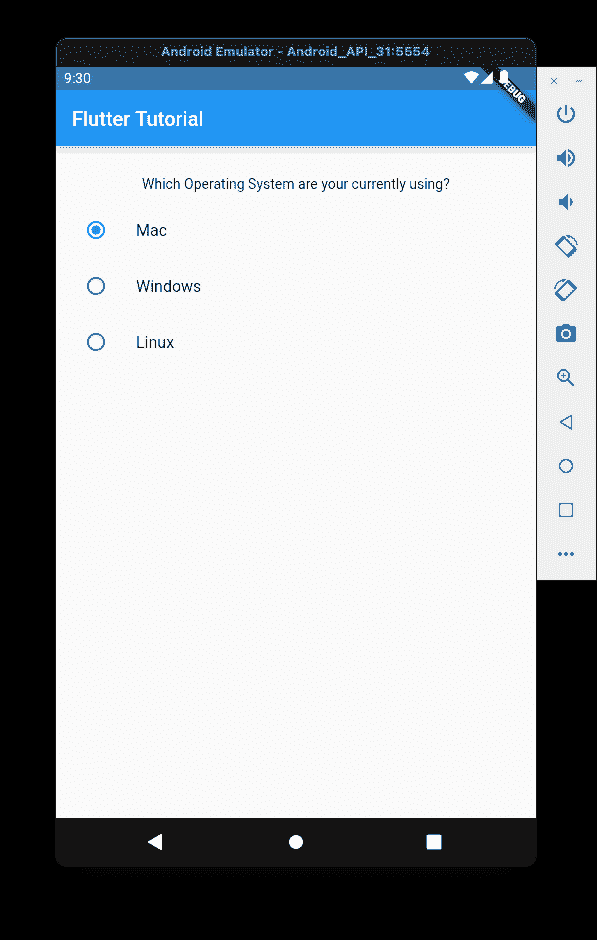 Android Emulator - Android_API_31:5554
9:30
DEBUG
Flutter Tutorial
Which Operating System are your currently using?
Mac
Windows
Linux